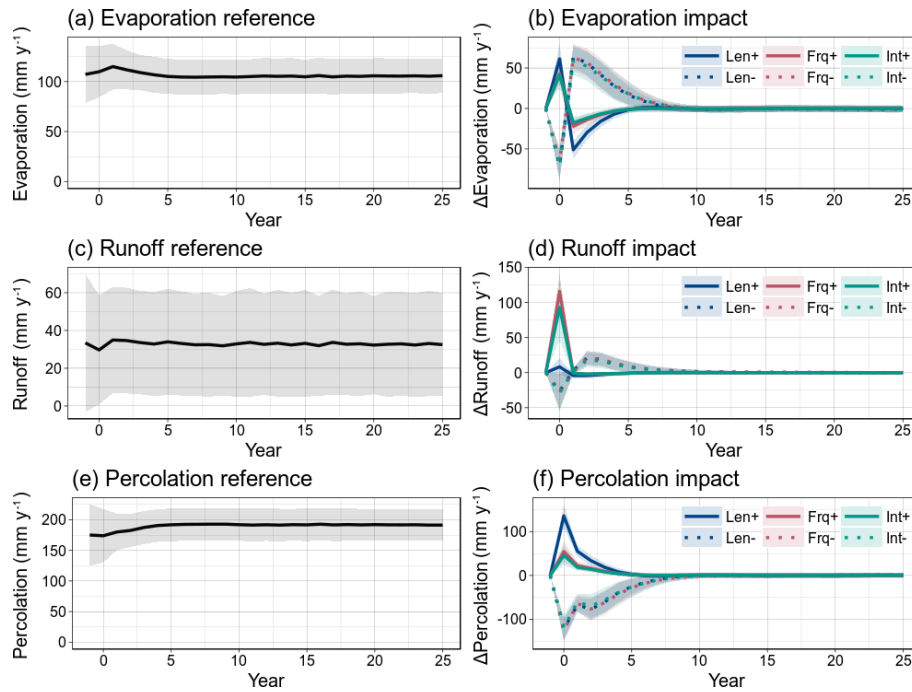 (a) Evaporation reference
Evaporation (mm y⁻¹)
100
50
0
0
5
10
15
20
25
Year
(b) Evaporation impact
ΔEvaporation (mm y⁻¹)
50
0
-50
Len+ Frq+ Int+
Len- Frq- Int-
0
5
10
15
20
25
Year
(c) Runoff reference
Runoff (mm y⁻¹)
60
40
20
0
0
5
10
15
20
25
Year
(d) Runoff impact
ΔRunoff (mm y⁻¹)
150
100
50
0
-50
Len+ Frq+ Int+
Len- Frq- Int-
0
5
10
15
20
25
Year
(e) Percolation reference
Percolation (mm y⁻¹)
200
150
100
50
0
0
5
10
15
20
25
Year
(f) Percolation impact
ΔPercolation (mm y⁻¹)
100
0
-100
Len+ Frq+ Int+
Len- Frq- Int-
0
5
10
15
20
25
Year